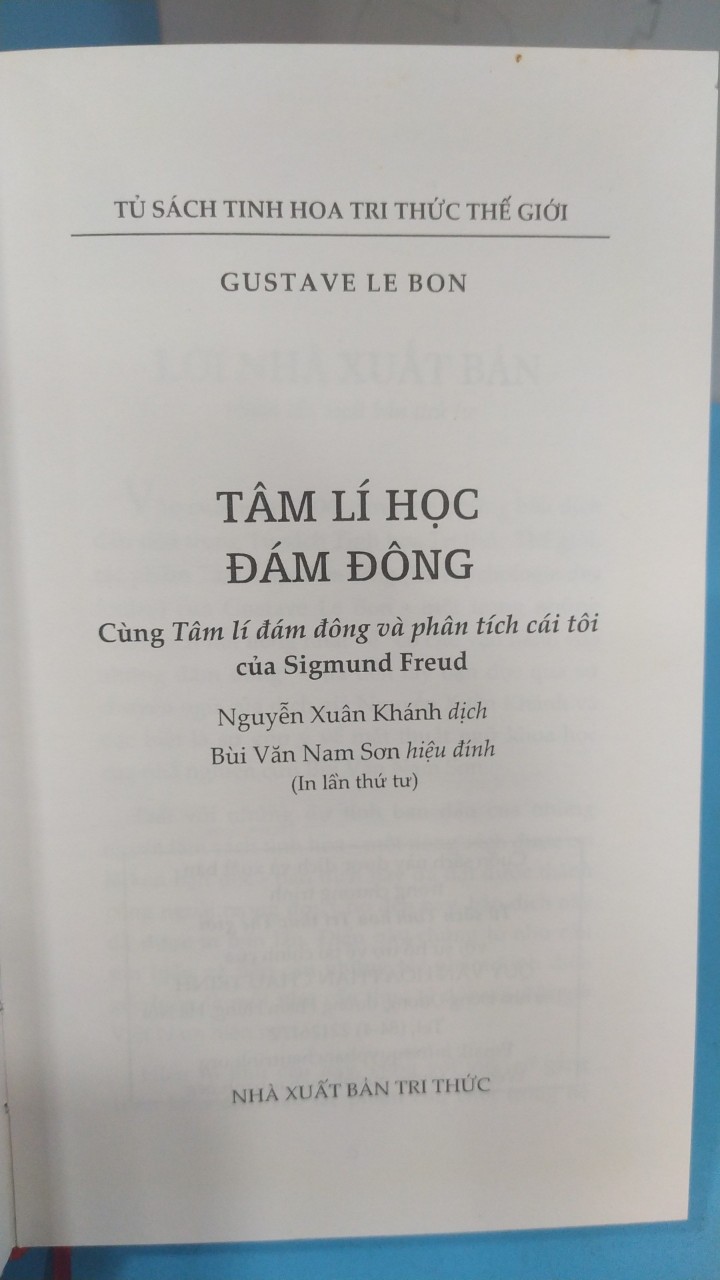 TỦ SÁCH TINH HOA TRI THỨC THẾ GIỚI
GUSTAVE LE BON
TÂM LÍ HỌC
ĐÁM ĐÔNG
Cùng Tâm lí đám đông và phân tích cái tôi
của Sigmund Freud
Nguyễn Xuân Khánh dịch
Bùi Văn Nam Sơn hiệu đính
(In lần thứ tư)
NHÀ XUẤT BẢN TRI THỨC